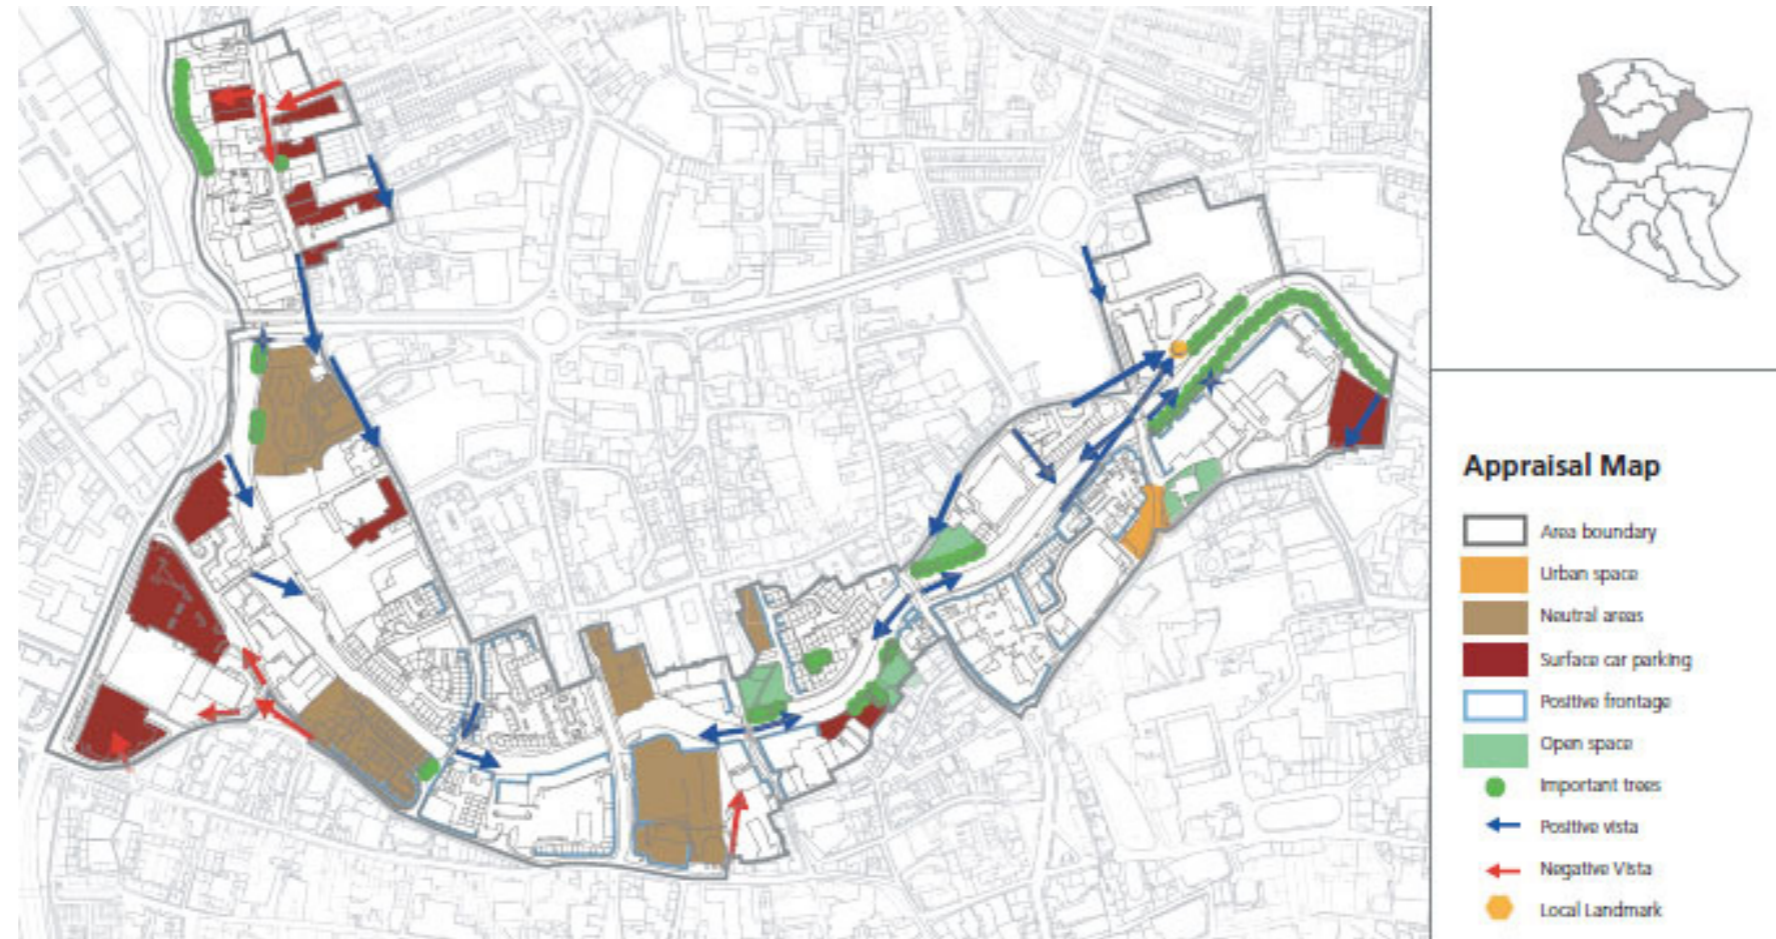 Appraisal Map
Area boundary
Urban space
Neutral areas
Surface car parking
Positive frontage
Open space
Important trees
Positive vista
Negative Vista
Local Landmark